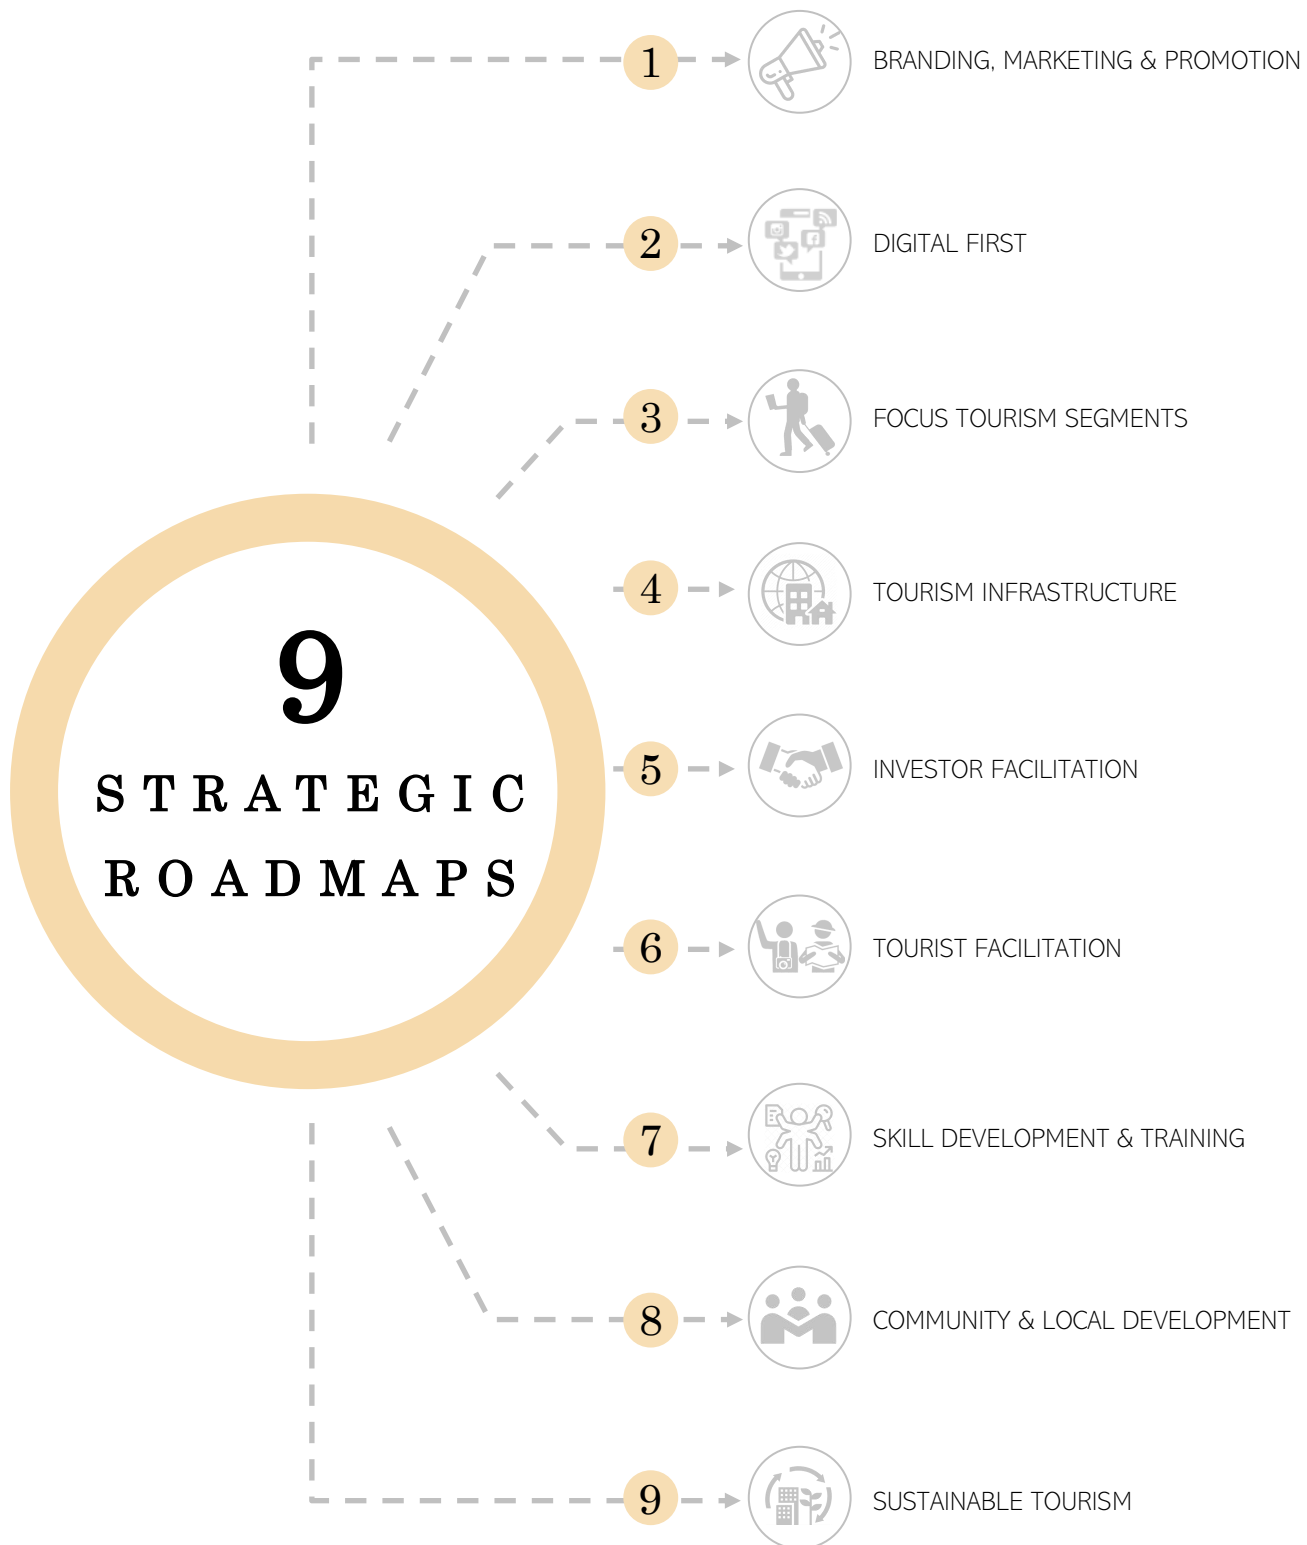 1
BRANDING, MARKETING & PROMOTION
2
DIGITAL FIRST
3
FOCUS TOURISM SEGMENTS
4
TOURISM INFRASTRUCTURE
9
STRATEGIC
ROADMAPS
5
INVESTOR FACILITATION
6
TOURIST FACILITATION
7
SKILL DEVELOPMENT & TRAINING
8
COMMUNITY & LOCAL DEVELOPMENT
9
SUSTAINABLE TOURISM